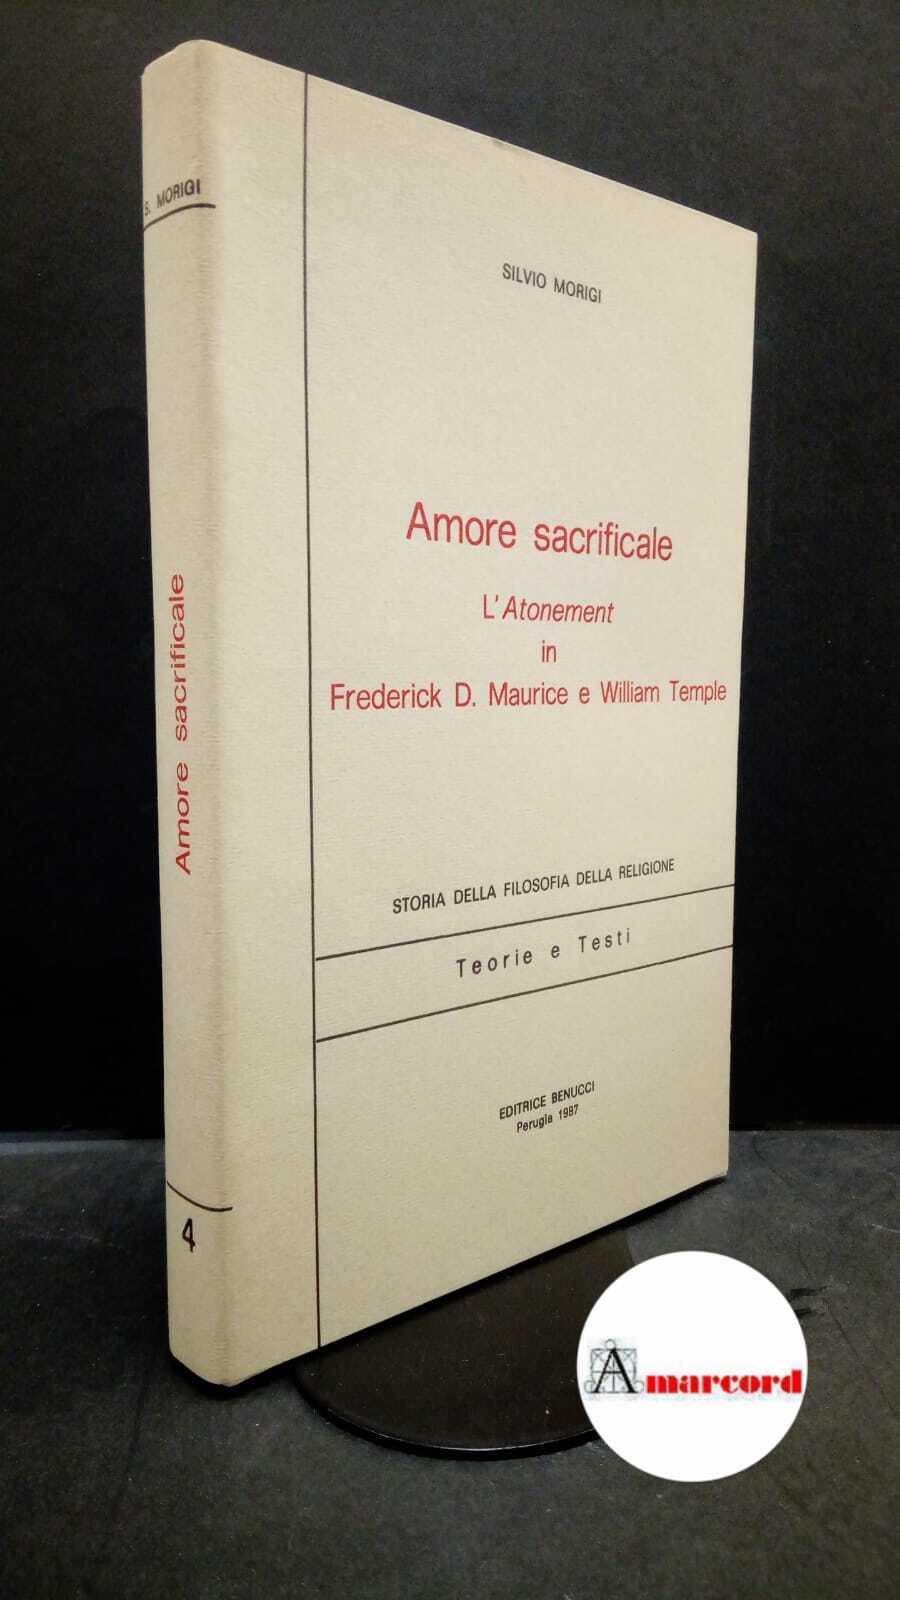 S. MORIGI
Amore sacrificale
4
SILVIO MORIGI
Amore sacrificale
L'Atonement
in
Frederick D. Maurice e William Temple
STORIA DELLA FILOSOFIA DELLA RELIGIONE
Teorie e Testi
EDITRICE BENUCCI
Perugia 1987
Amarcord